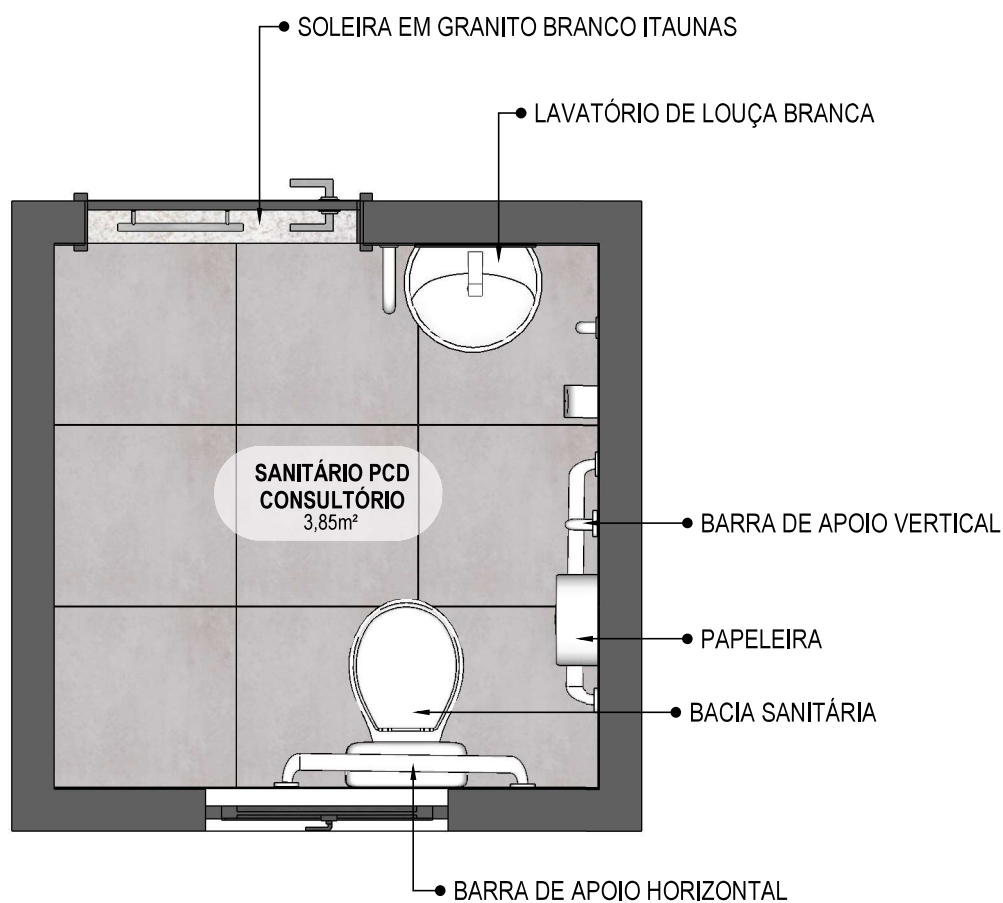 SOLEIRA EM GRANITO BRANCO ITAUNAS
LAVATÓRIO DE LOUÇA BRANCA
SANITÁRIO PCD
CONSULTÓRIO
3,85m²
BARRA DE APOIO VERTICAL
PAPELEIRA
BACIA SANITÁRIA
BARRA DE APOIO HORIZONTAL